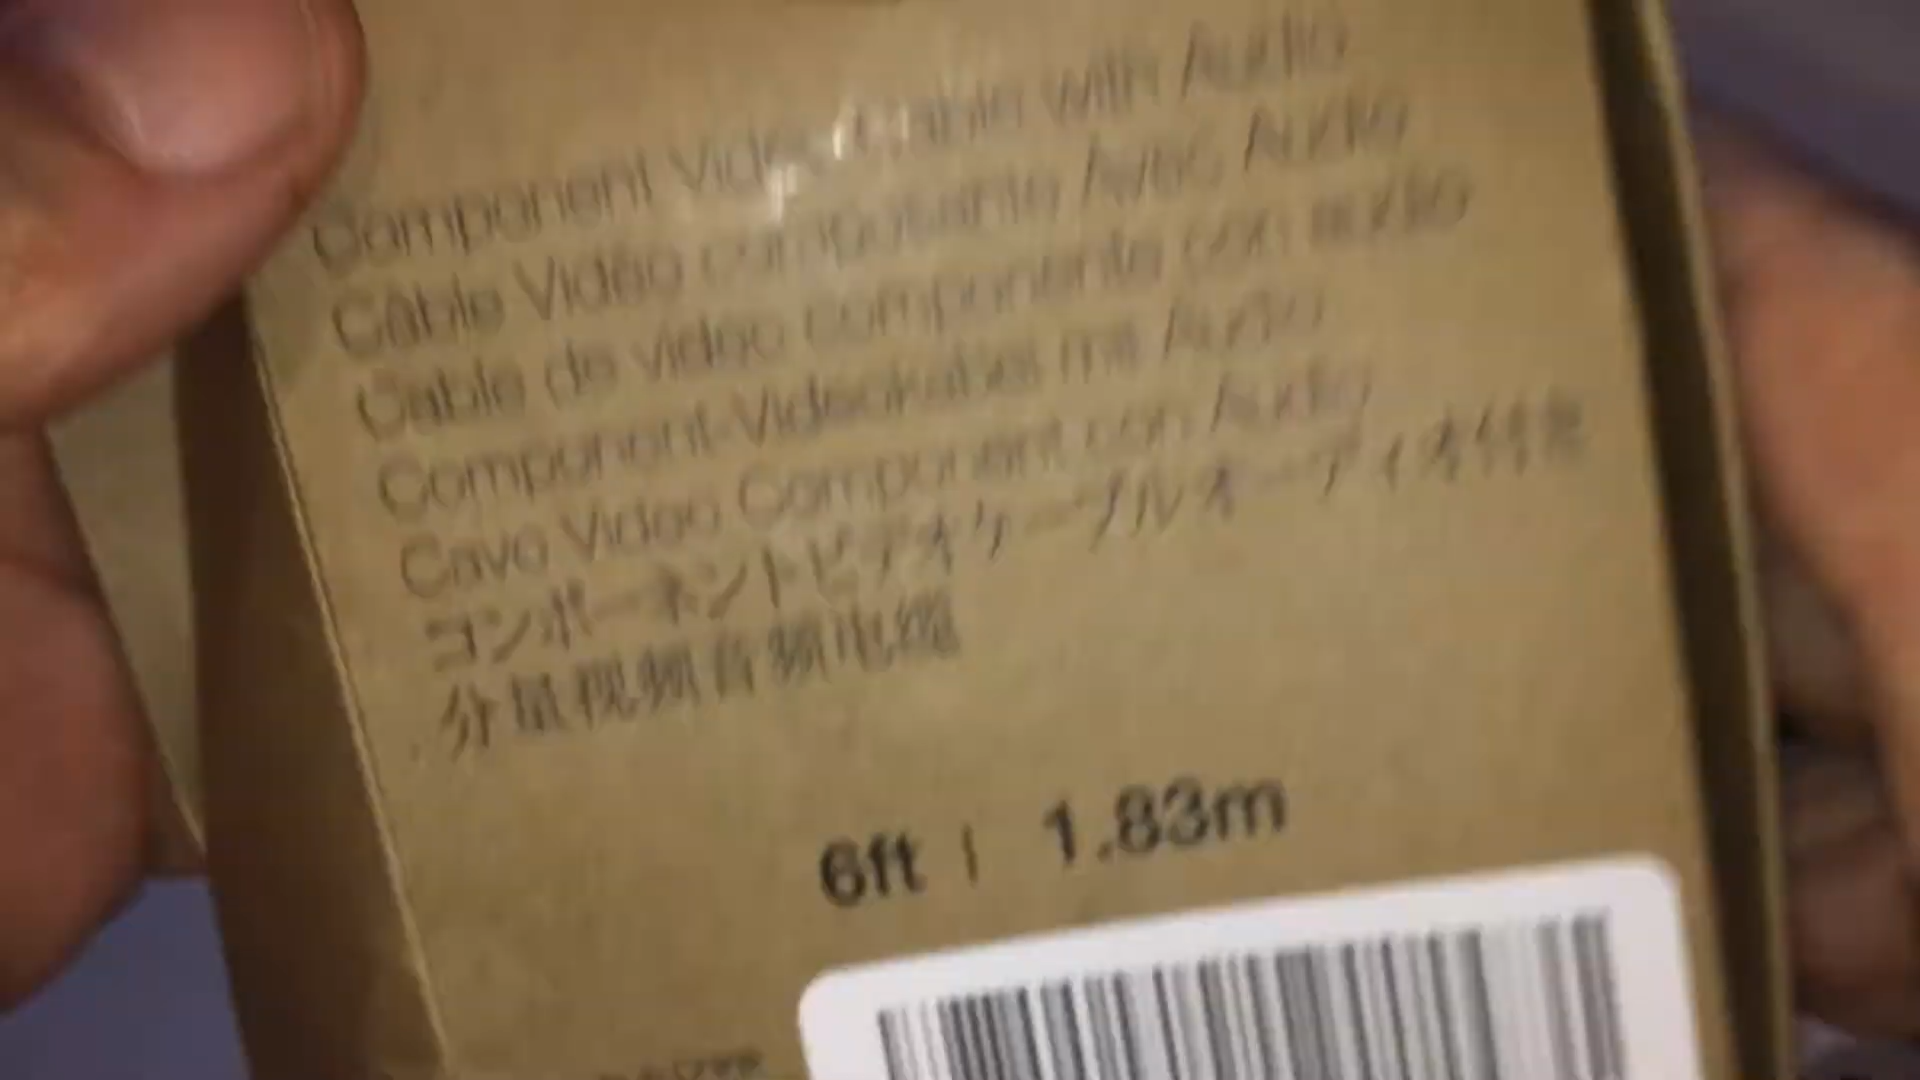 Component Video Cable with Audio
Câble Vidéo composante Avec Audio
Cable de vídeo componente con audio
Component-Videokabel mit Audio
Cavo Video Component con Audio
コンポーネントビデオケーブルオーディオ付き
分量视频音频电缆
6ft | 1.83m